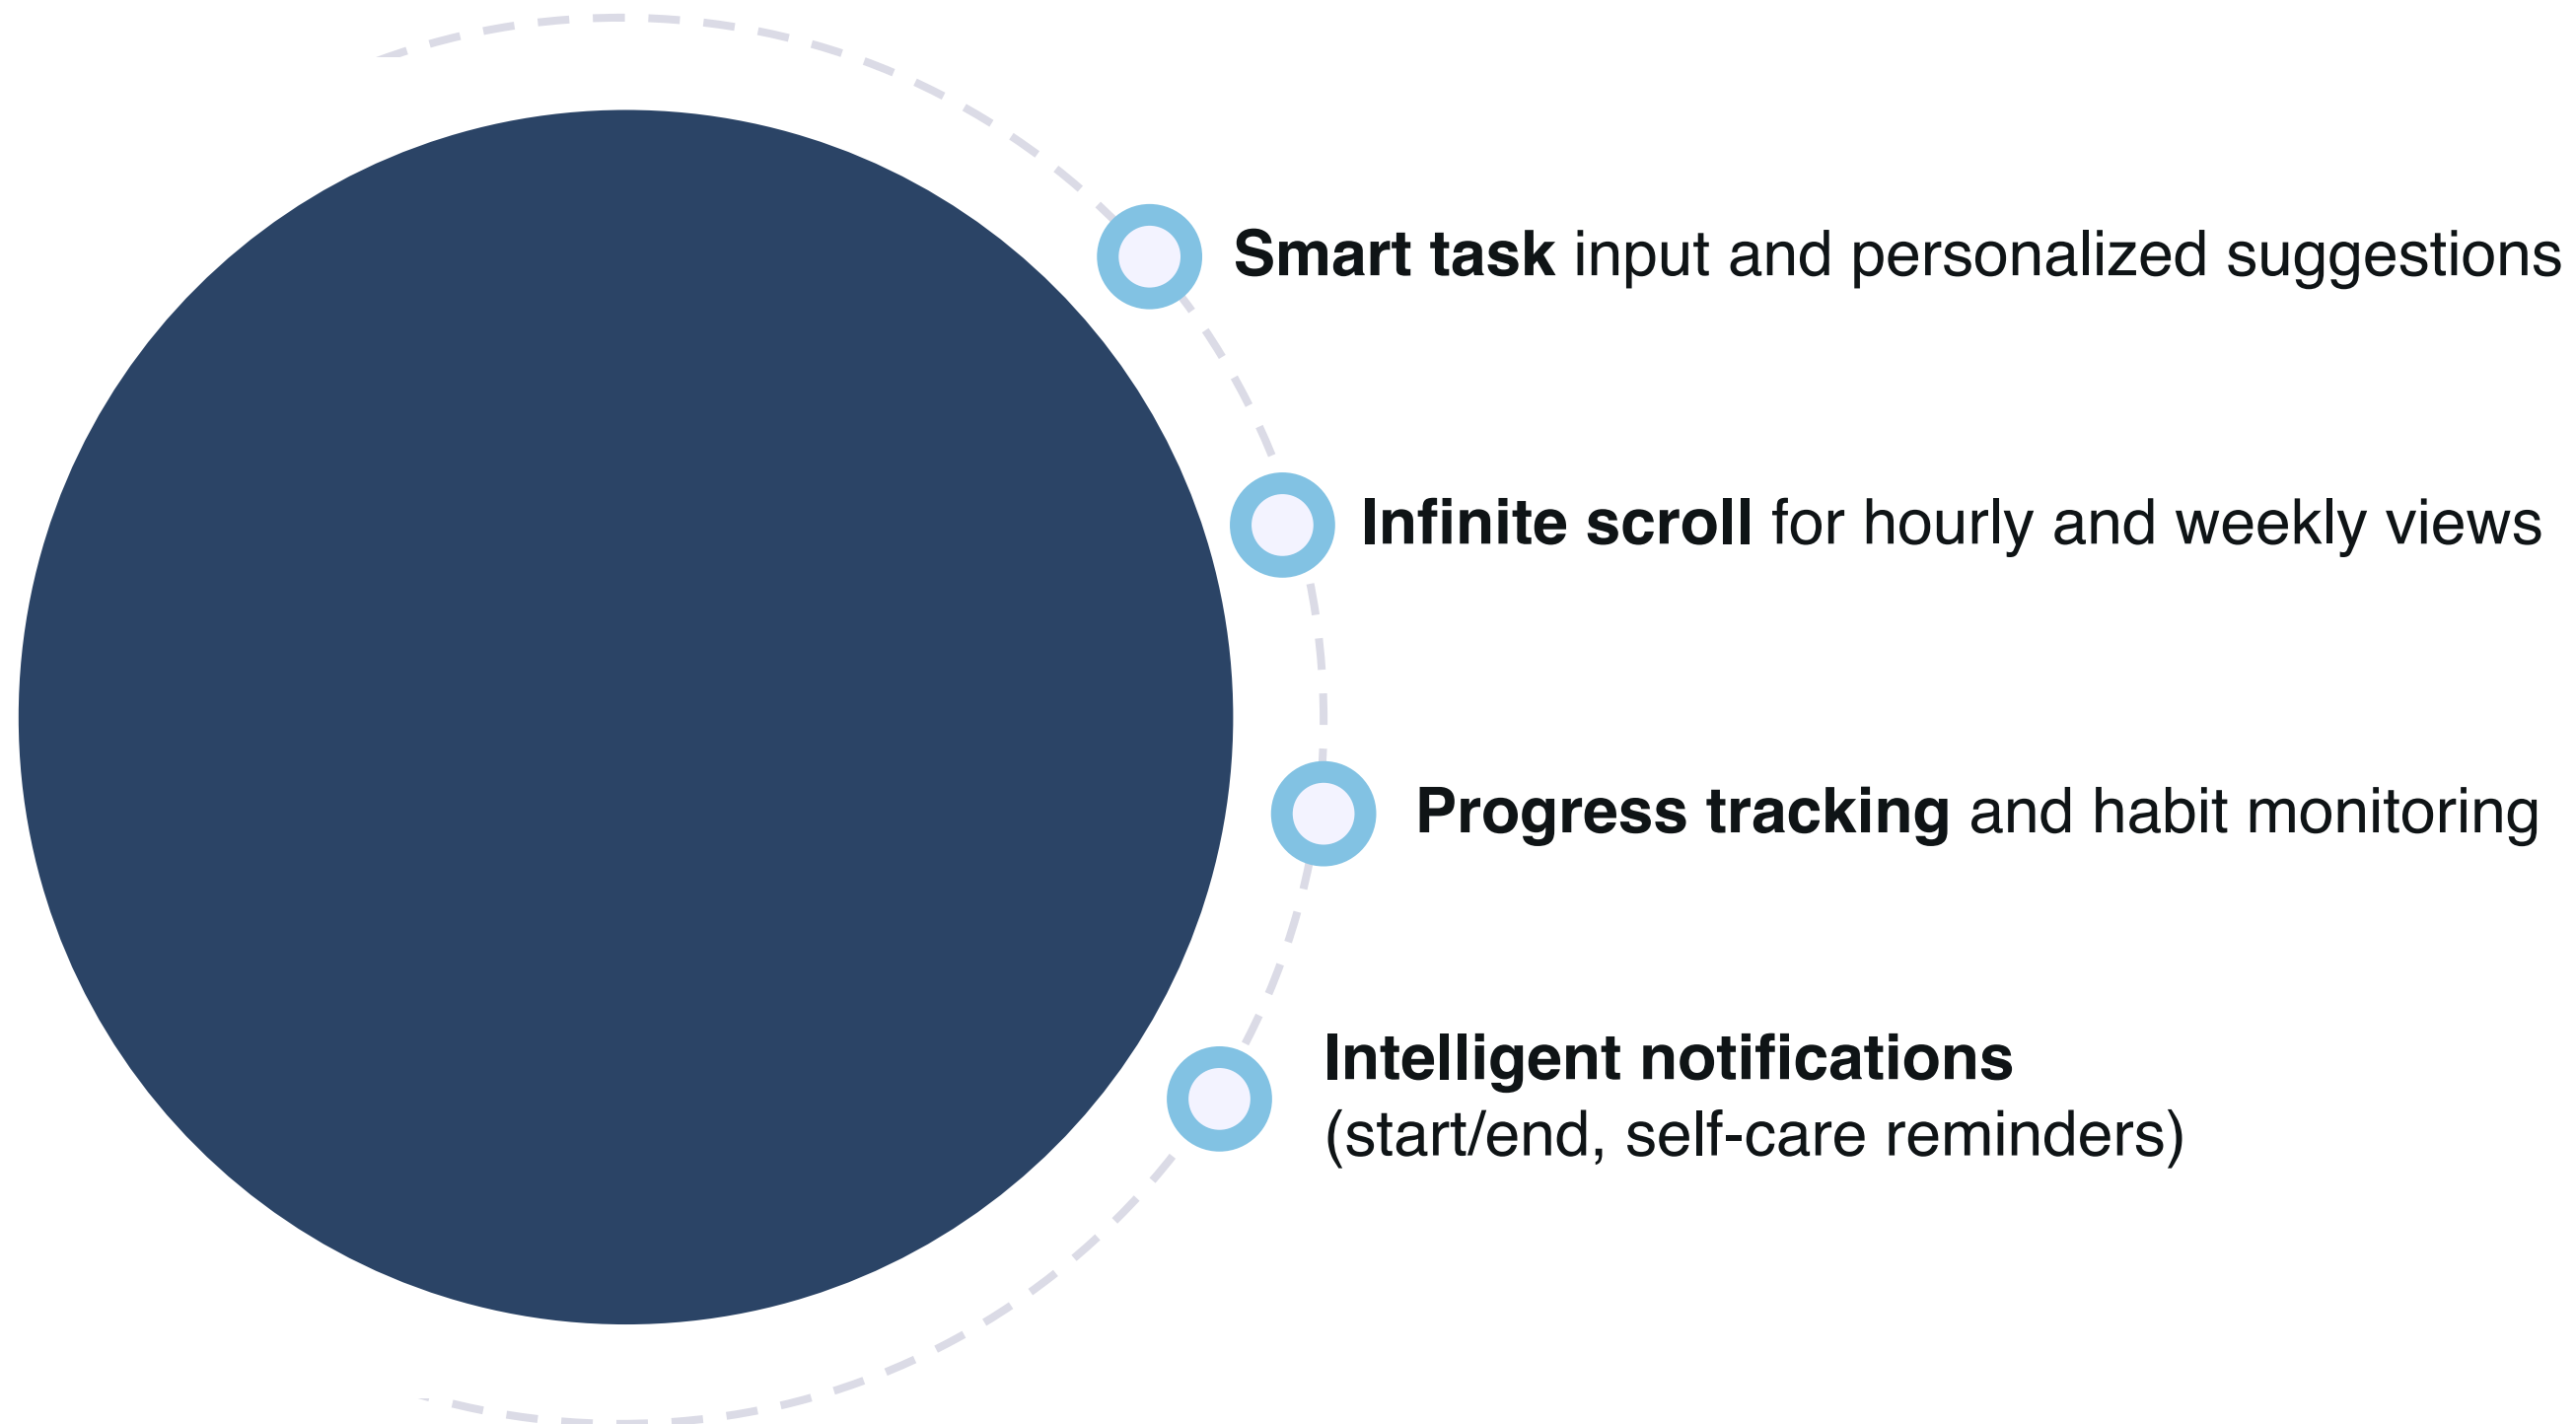 Smart task input and personalized suggestions
Infinite scroll for hourly and weekly views
Progress tracking and habit monitoring
Intelligent notifications
(start/end, self-care reminders)